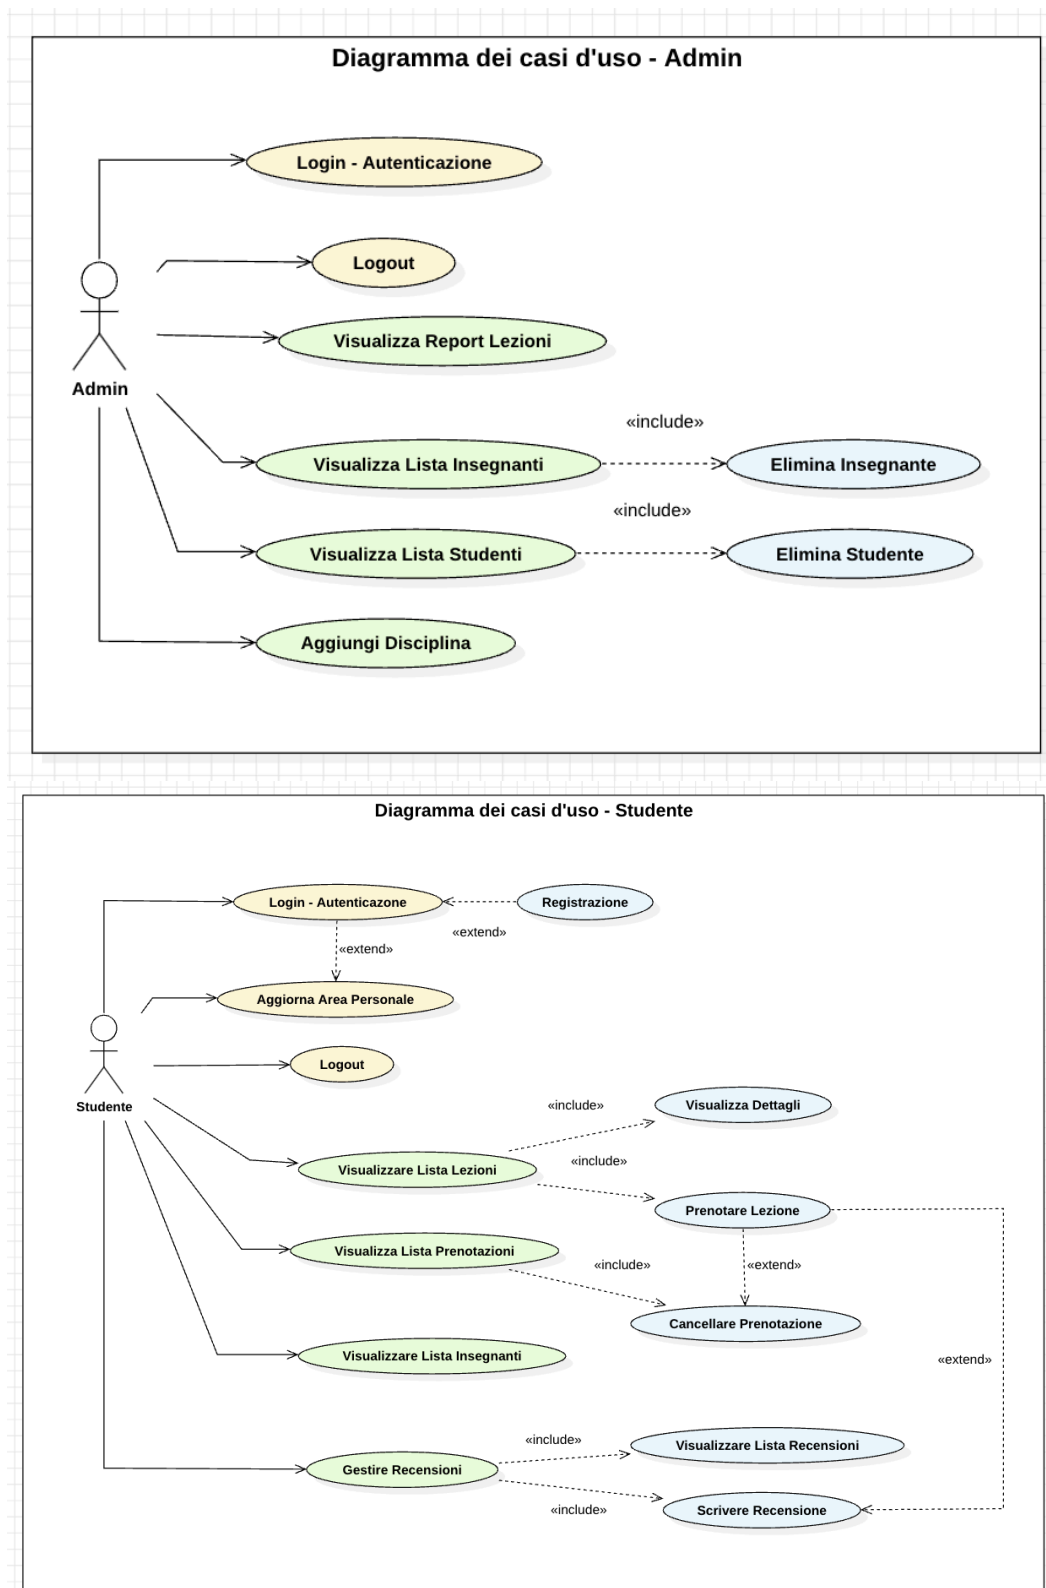 Diagramma dei casi d'uso - Admin
Login - Autenticazione
Logout
Visualizza Report Lezioni
Admin
«include»
Visualizza Lista Insegnanti
Elimina Insegnante
«include»
Visualizza Lista Studenti
Elimina Studente
Aggiungi Disciplina
Diagramma dei casi d'uso - Studente
Login - Autenticazone
Registrazione
«extend»
«extend»
Aggiorna Area Personale
Logout
Studente
«include»
Visualizza Dettagli
«include»
Visualizzare Lista Lezioni
Prenotare Lezione
Visualizza Lista Prenotazioni
«include»
«extend»
Cancellare Prenotazione
Visualizzare Lista Insegnanti
«extend»
«include»
Visualizzare Lista Recensioni
Gestire Recensioni
«include»
Scrivere Recensione